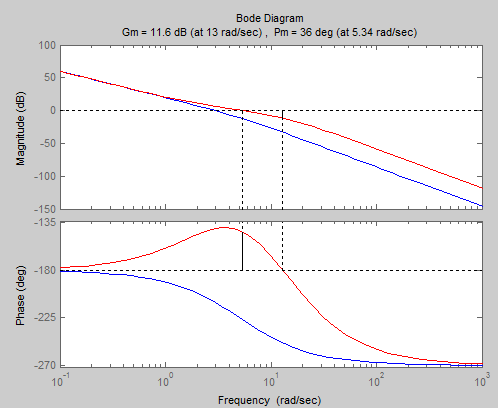 Bode Diagram
Gm = 11.6 dB (at 13 rad/sec) ,  Pm = 36 deg (at 5.34 rad/sec)
Magnitude (dB)
100
50
0
-50
-100
-150
Phase (deg)
-135
-180
-225
-270
10^-1 10^0 10^1 10^2 10^3
Frequency  (rad/sec)